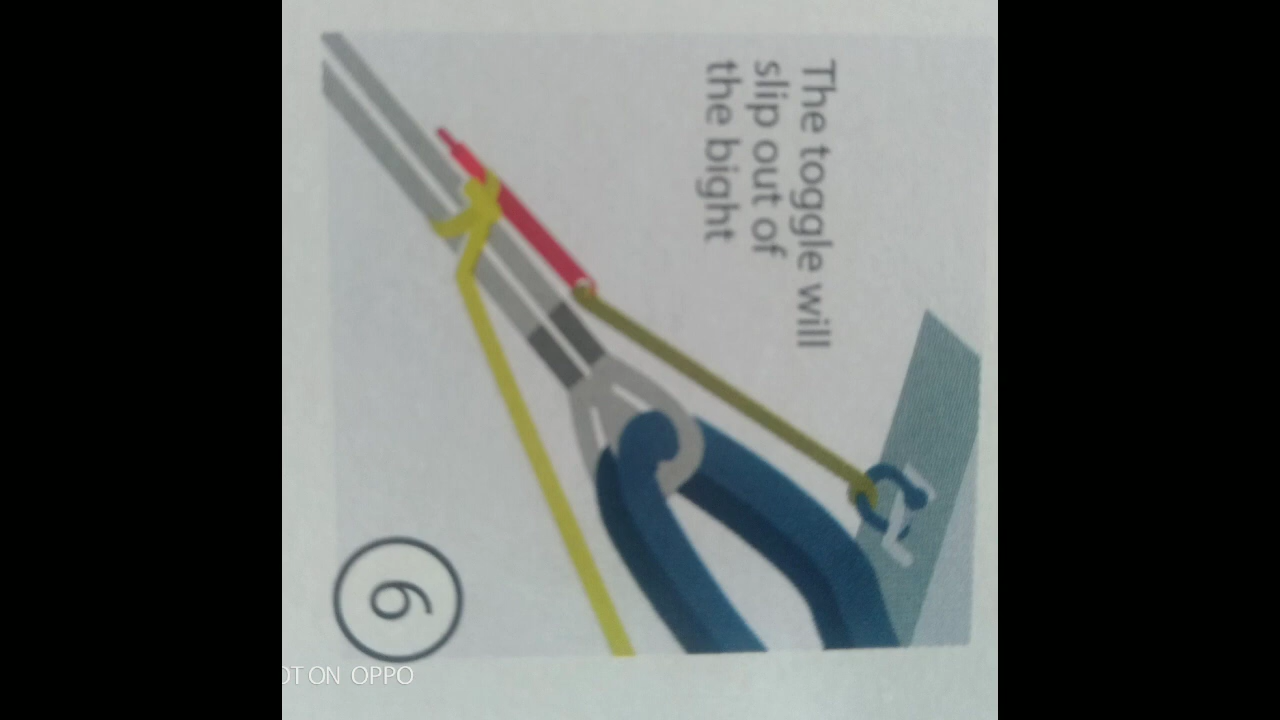 The toggle will
slip out of
the bight
6
OT ON OPPO